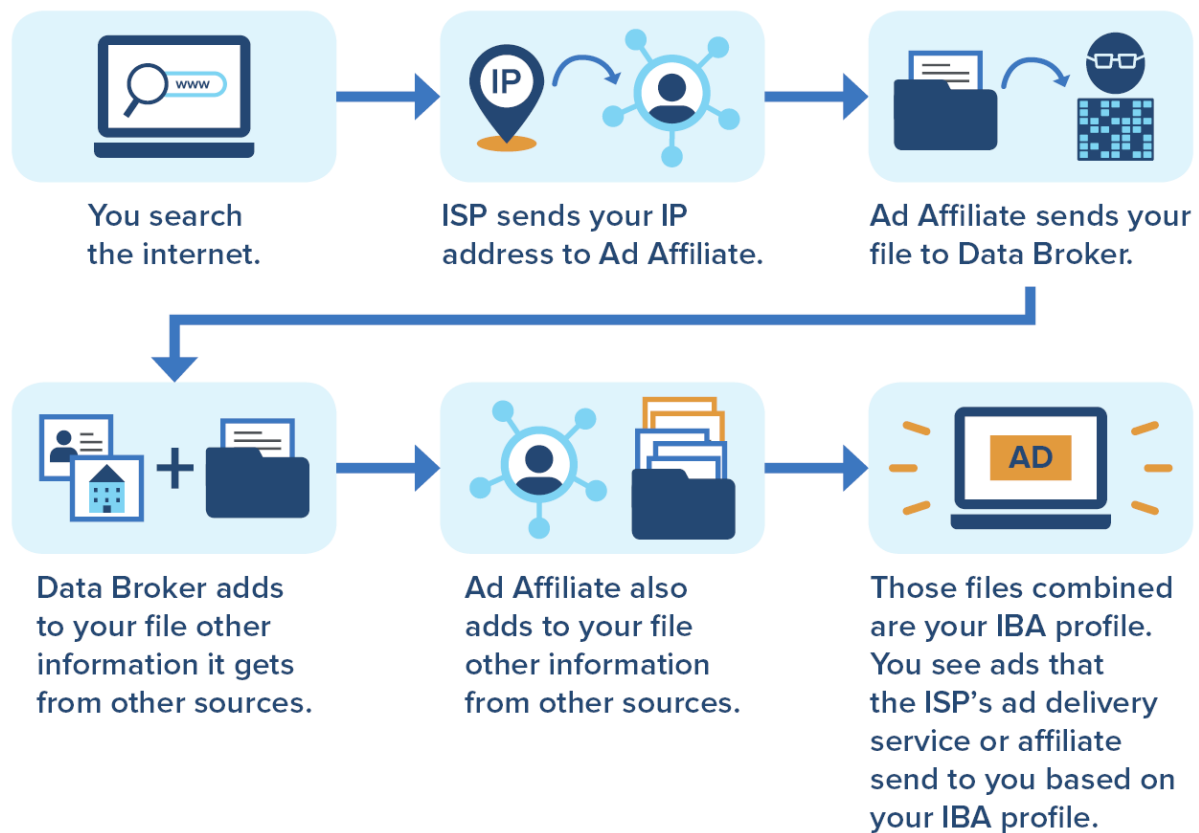 www
You search
the internet.
IP
ISP sends your IP
address to Ad Affiliate.
Ad Affiliate sends your
file to Data Broker.
Data Broker adds
to your file other
information it gets
from other sources.
Ad Affiliate also
adds to your file
other information
from other sources.
AD
Those files combined
are your IBA profile.
You see ads that
the ISP’s ad delivery
service or affiliate
send to you based on
your IBA profile.